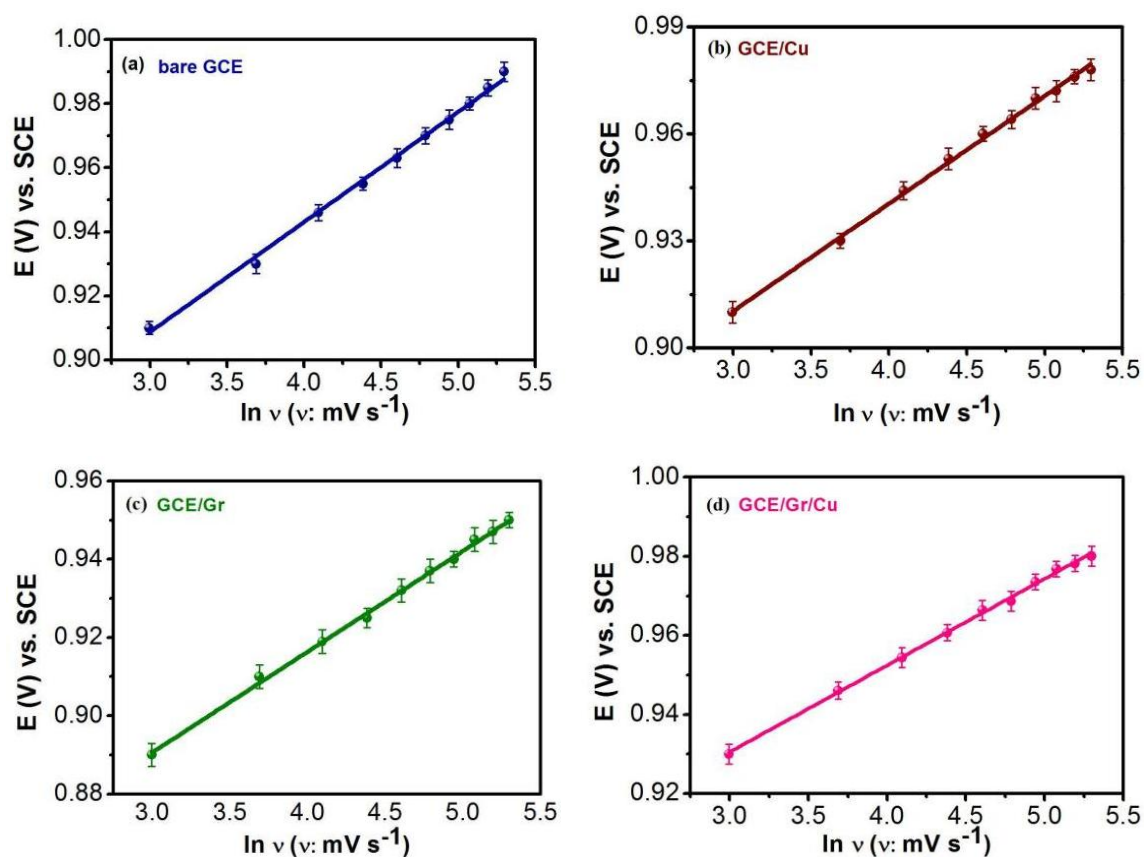 (a) bare GCE
E (V) vs. SCE
1.00
0.98
0.96
0.94
0.92
0.90
3.0 3.5 4.0 4.5 5.0 5.5
ln ν (ν: mV s⁻¹)
(b) GCE/Cu
E (V) vs. SCE
0.99
0.96
0.93
0.90
3.0 3.5 4.0 4.5 5.0 5.5
ln ν (ν: mV s⁻¹)
(c) GCE/Gr
E (V) vs. SCE
0.96
0.94
0.92
0.90
0.88
3.0 3.5 4.0 4.5 5.0 5.5
ln ν (ν: mV s⁻¹)
(d) GCE/Gr/Cu
E (V) vs. SCE
1.00
0.98
0.96
0.94
0.92
3.0 3.5 4.0 4.5 5.0 5.5
ln ν (ν: mV s⁻¹)